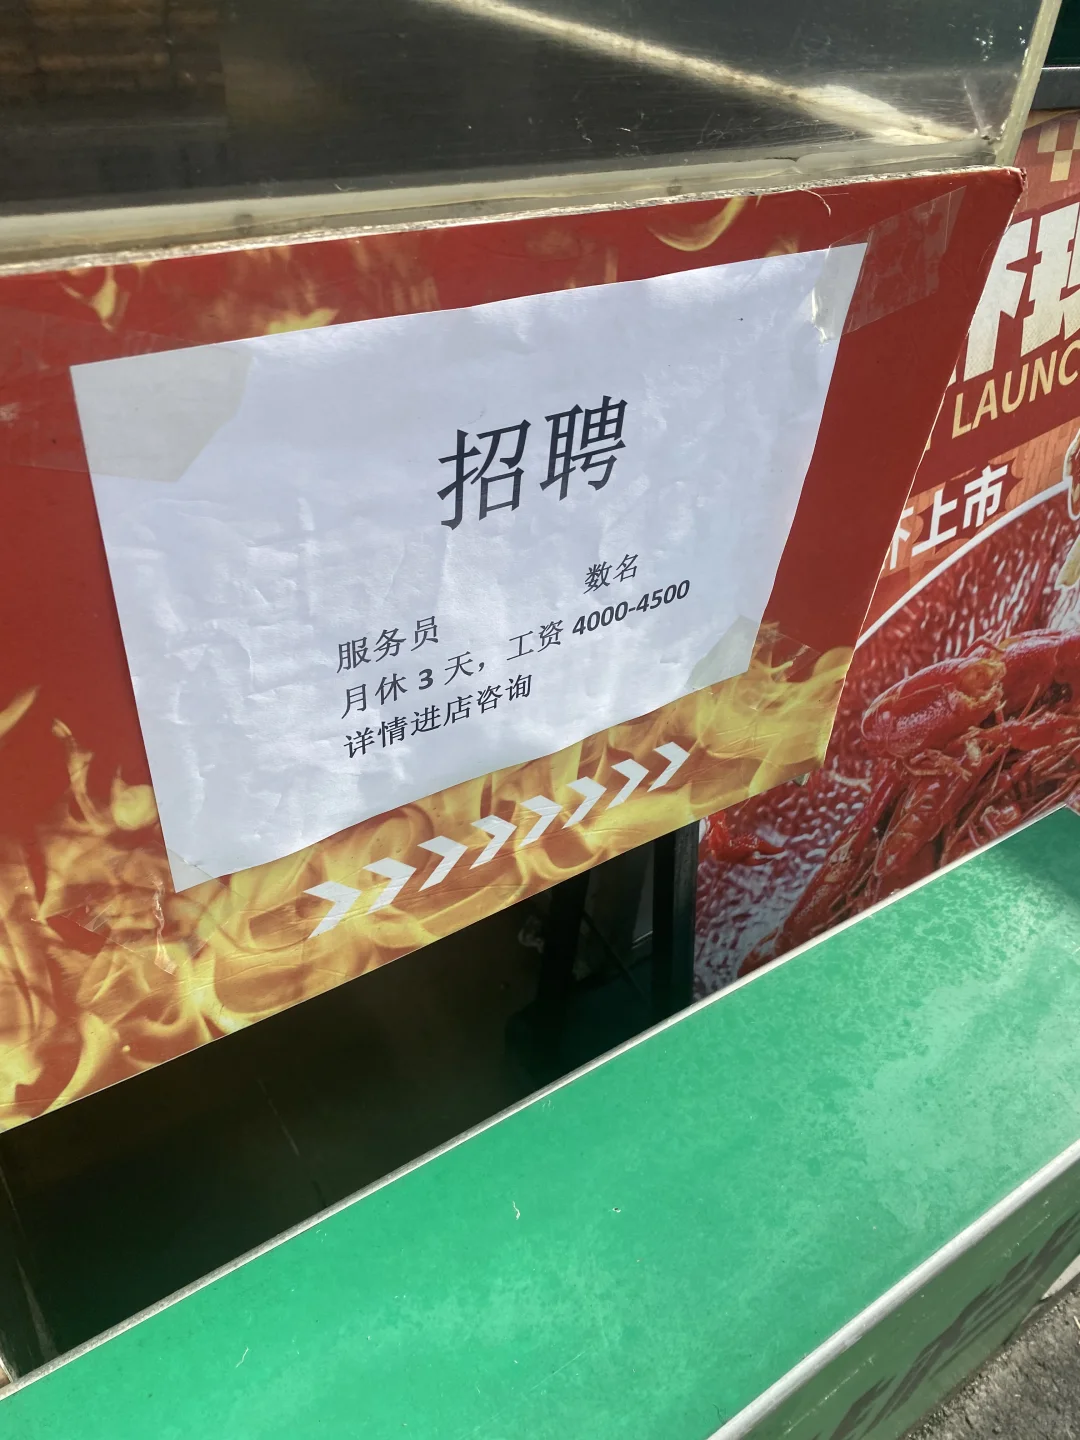 招聘
服务员 数名
月休 3 天，工资 4000-4500
详情进店咨询
LAUNC
上市